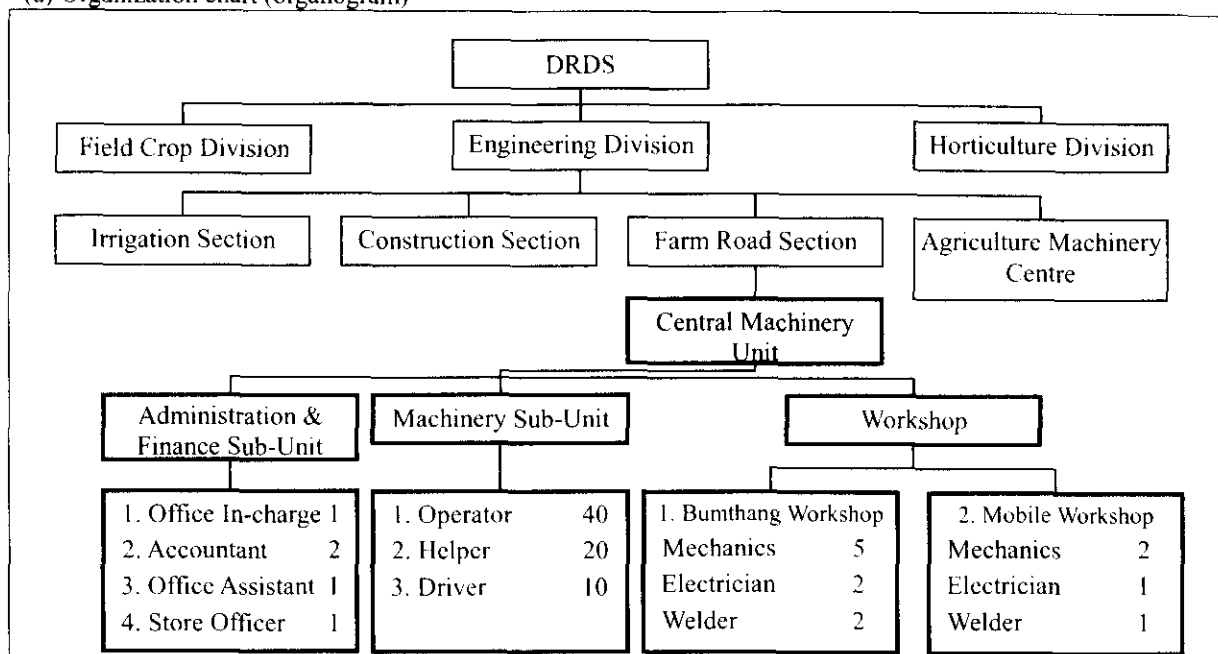 (a) Organization chart (organogram)
DRDS
Field Crop Division
Engineering Division
Horticulture Division
Irrigation Section
Construction Section
Farm Road Section
Agriculture Machinery
Centre
Central Machinery
Unit
Administration &
Finance Sub-Unit
Machinery Sub-Unit
Workshop
1. Office In-charge 1
2. Accountant 2
3. Office Assistant 1
4. Store Officer 1
1. Operator 40
2. Helper 20
3. Driver 10
1. Bumthang Workshop
Mechanics 5
Electrician 2
Welder 2
2. Mobile Workshop
Mechanics 2
Electrician 1
Welder 1